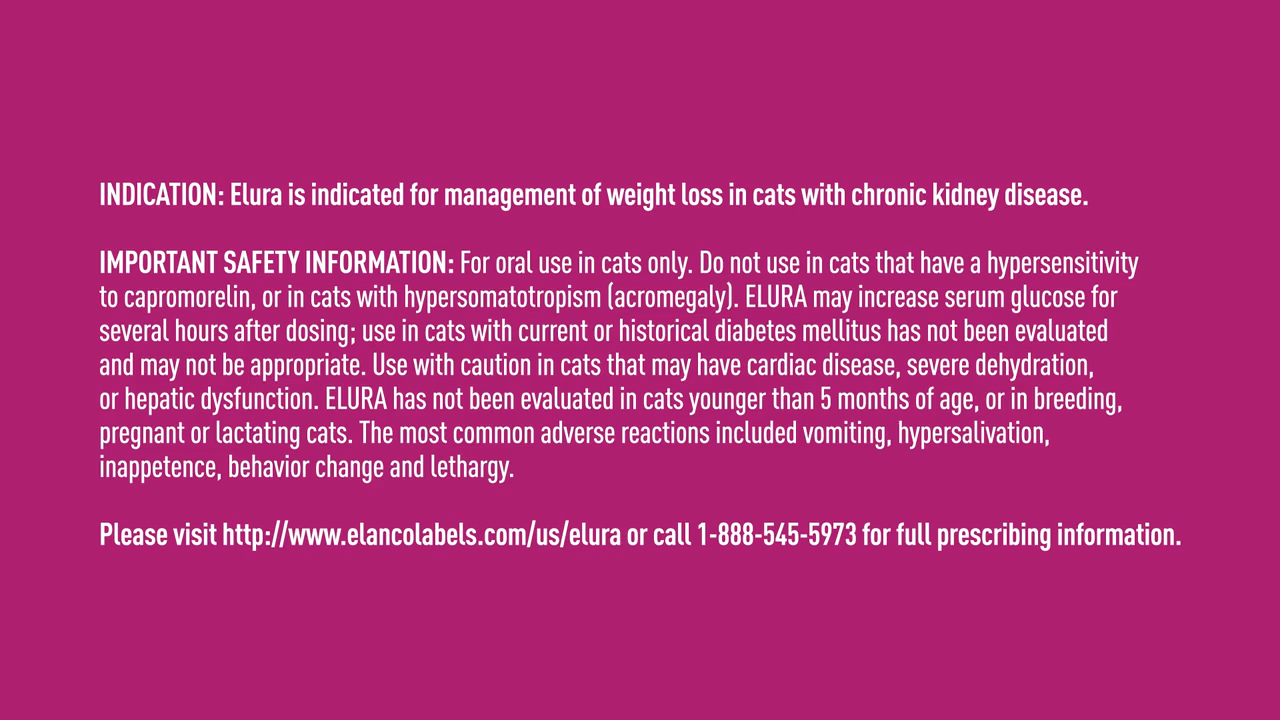 INDICATION: Elura is indicated for management of weight loss in cats with chronic kidney disease.
IMPORTANT SAFETY INFORMATION: For oral use in cats only. Do not use in cats that have a hypersensitivity
to capromorelin, or in cats with hypersomatotropism (acromegaly). ELURA may increase serum glucose for
several hours after dosing; use in cats with current or historical diabetes mellitus has not been evaluated
and may not be appropriate. Use with caution in cats that may have cardiac disease, severe dehydration,
or hepatic dysfunction. ELURA has not been evaluated in cats younger than 5 months of age, or in breeding,
pregnant or lactating cats. The most common adverse reactions included vomiting, hypersalivation,
inappetence, behavior change and lethargy.
Please visit http://www.elancolabels.com/us/elura or call 1-888-545-5973 for full prescribing information.